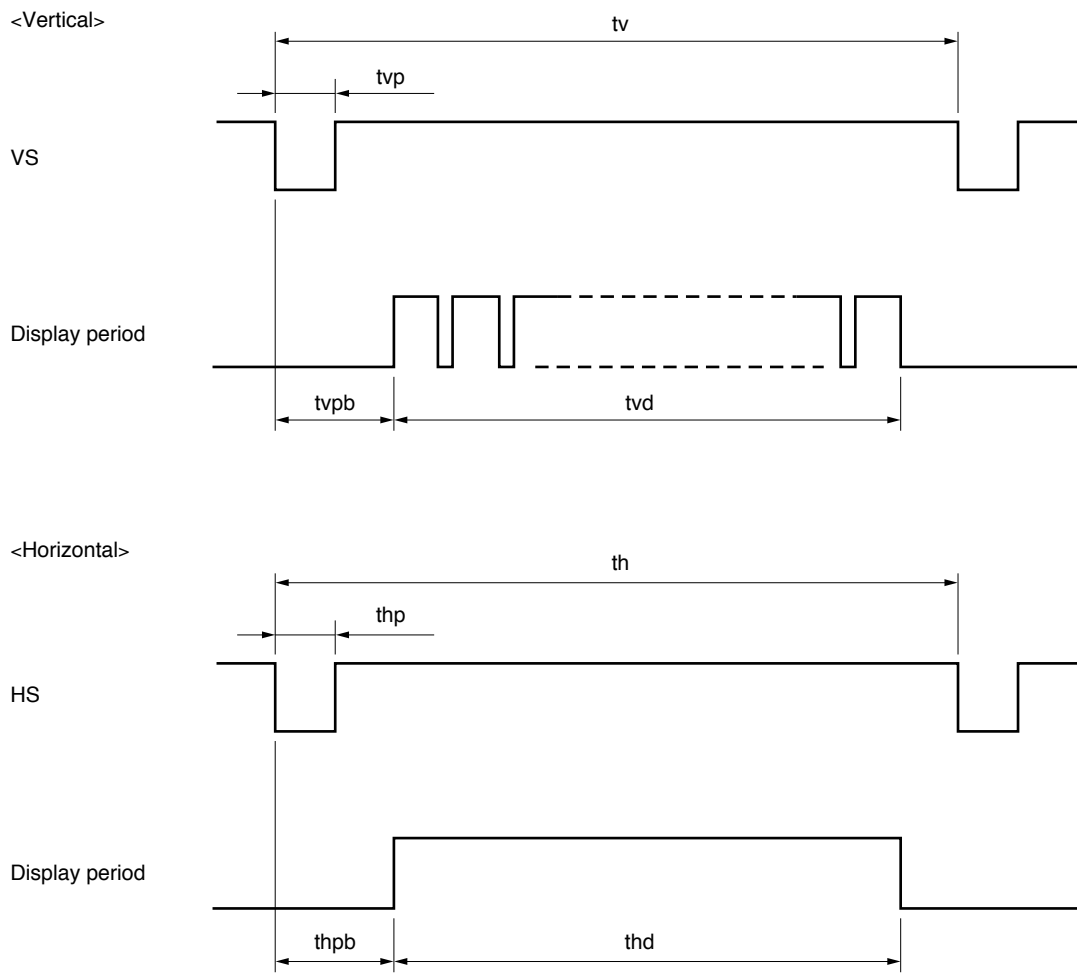 <Vertical>
tv
tvp
VS
Display period
tvpb
tvd
<Horizontal>
th
thp
HS
Display period
thpb
thd